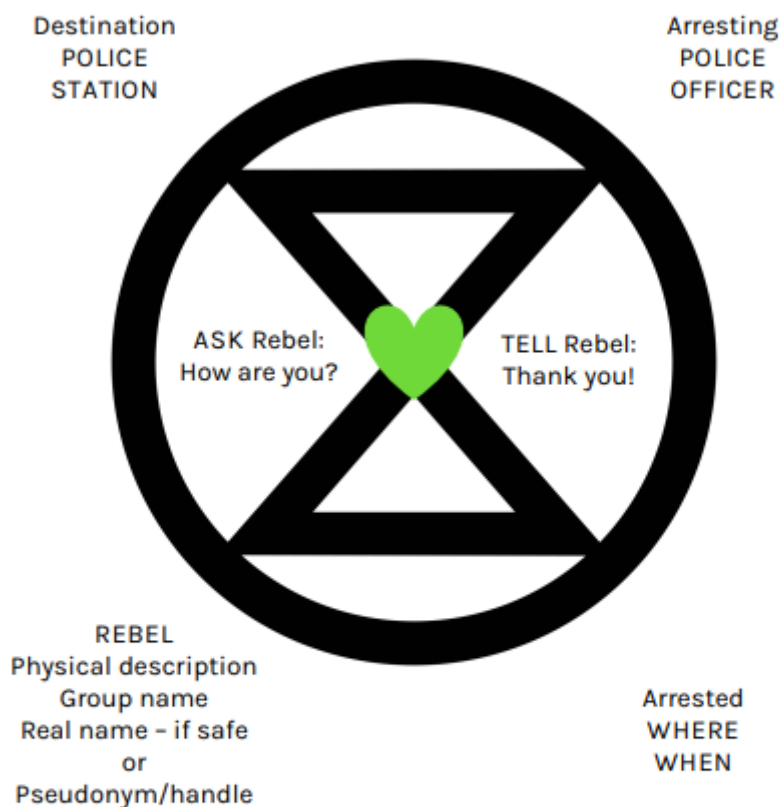 Destination
POLICE
STATION
Arresting
POLICE
OFFICER
ASK Rebel:
How are you?
TELL Rebel:
Thank you!
REBEL
Physical description
Group name
Real name – if safe
or
Pseudonym/handle
Arrested
WHERE
WHEN